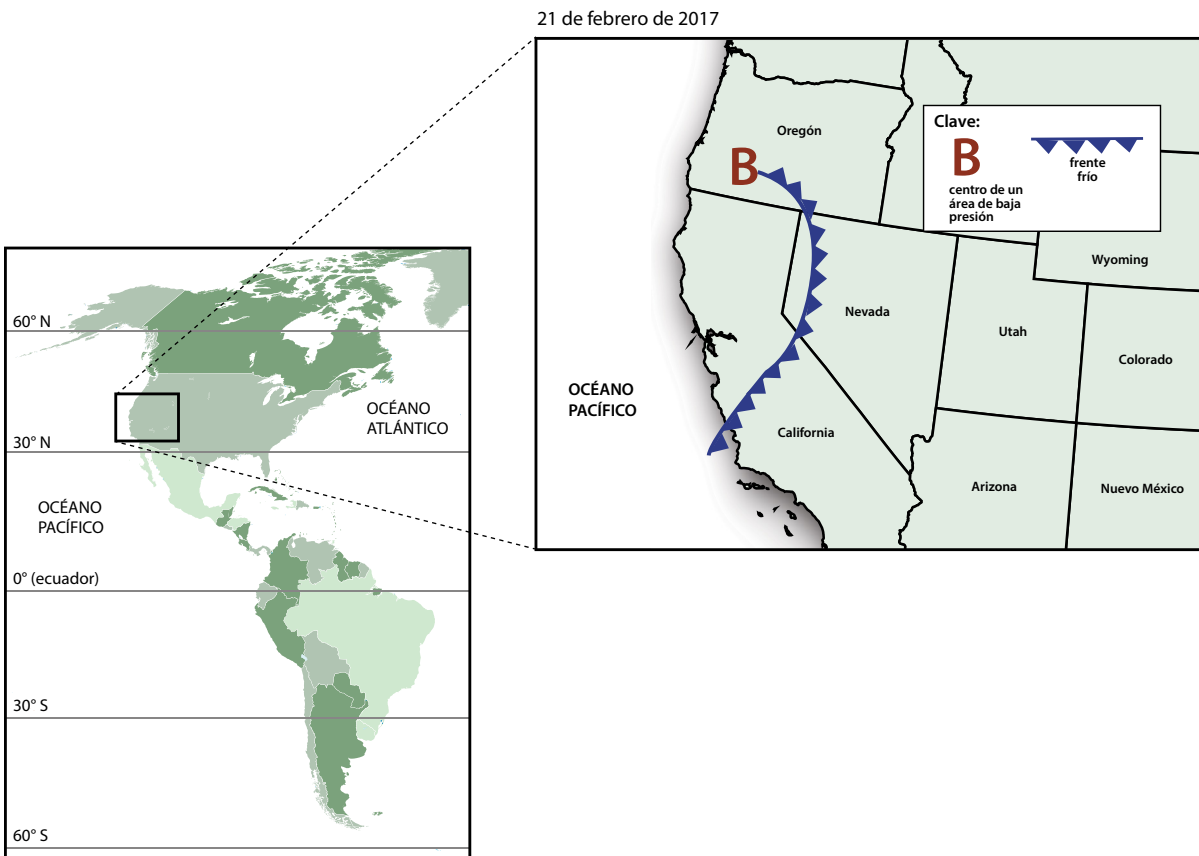 21 de febrero de 2017
Oregón
Clave:
B
B
frente
frío
centro de un
área de baja
presión
Wyoming
Nevada
Utah
Colorado
OCÉANO
PACÍFICO
California
Arizona
Nuevo México
60° N
OCÉANO
ATLÁNTICO
30° N
OCÉANO
PACÍFICO
0° (ecuador)
30° S
60° S